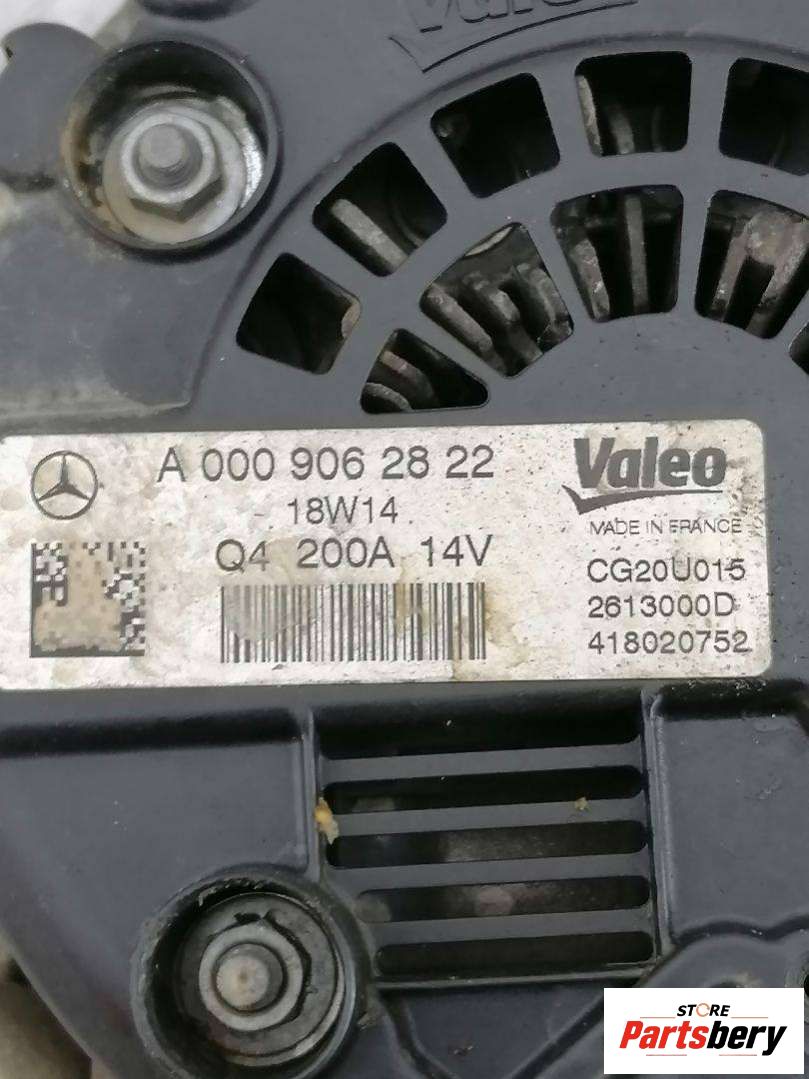 Valeo
A 000 906 28 22
18W14
Q4 200A 14V
Valeo
MADE IN FRANCE
CG20U015
2613000D
418020752
STORE
Partsbery